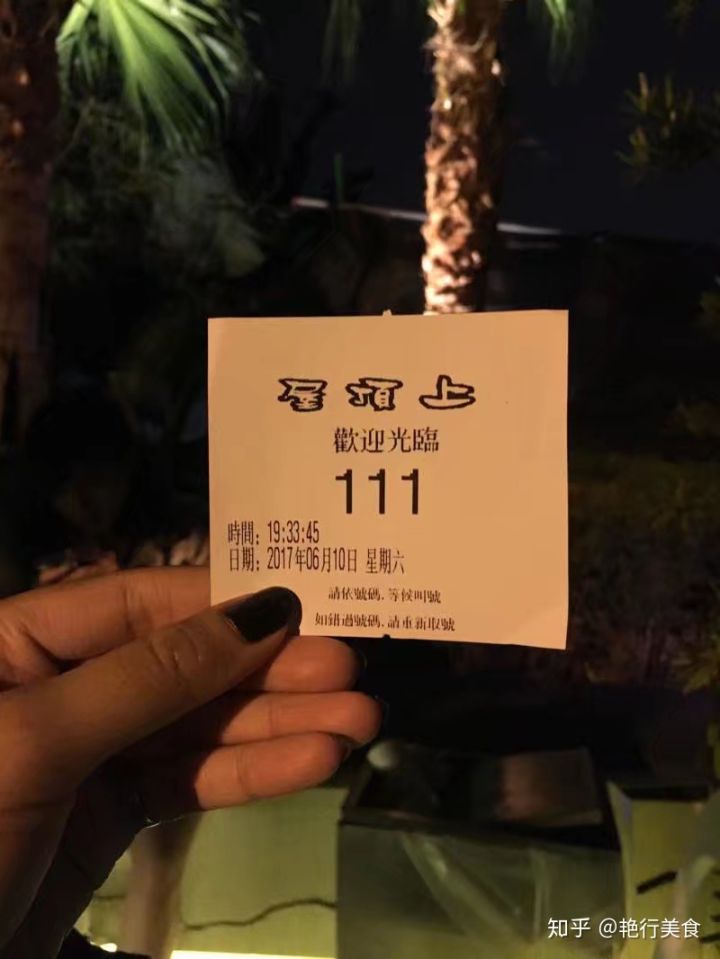 屋頂上
歡迎光臨
111
時間：19:33:45
日期：2017年06月10日 星期六
請依號碼，等候叫號
如錯過號碼，請重新取號
知乎 @艳行美食